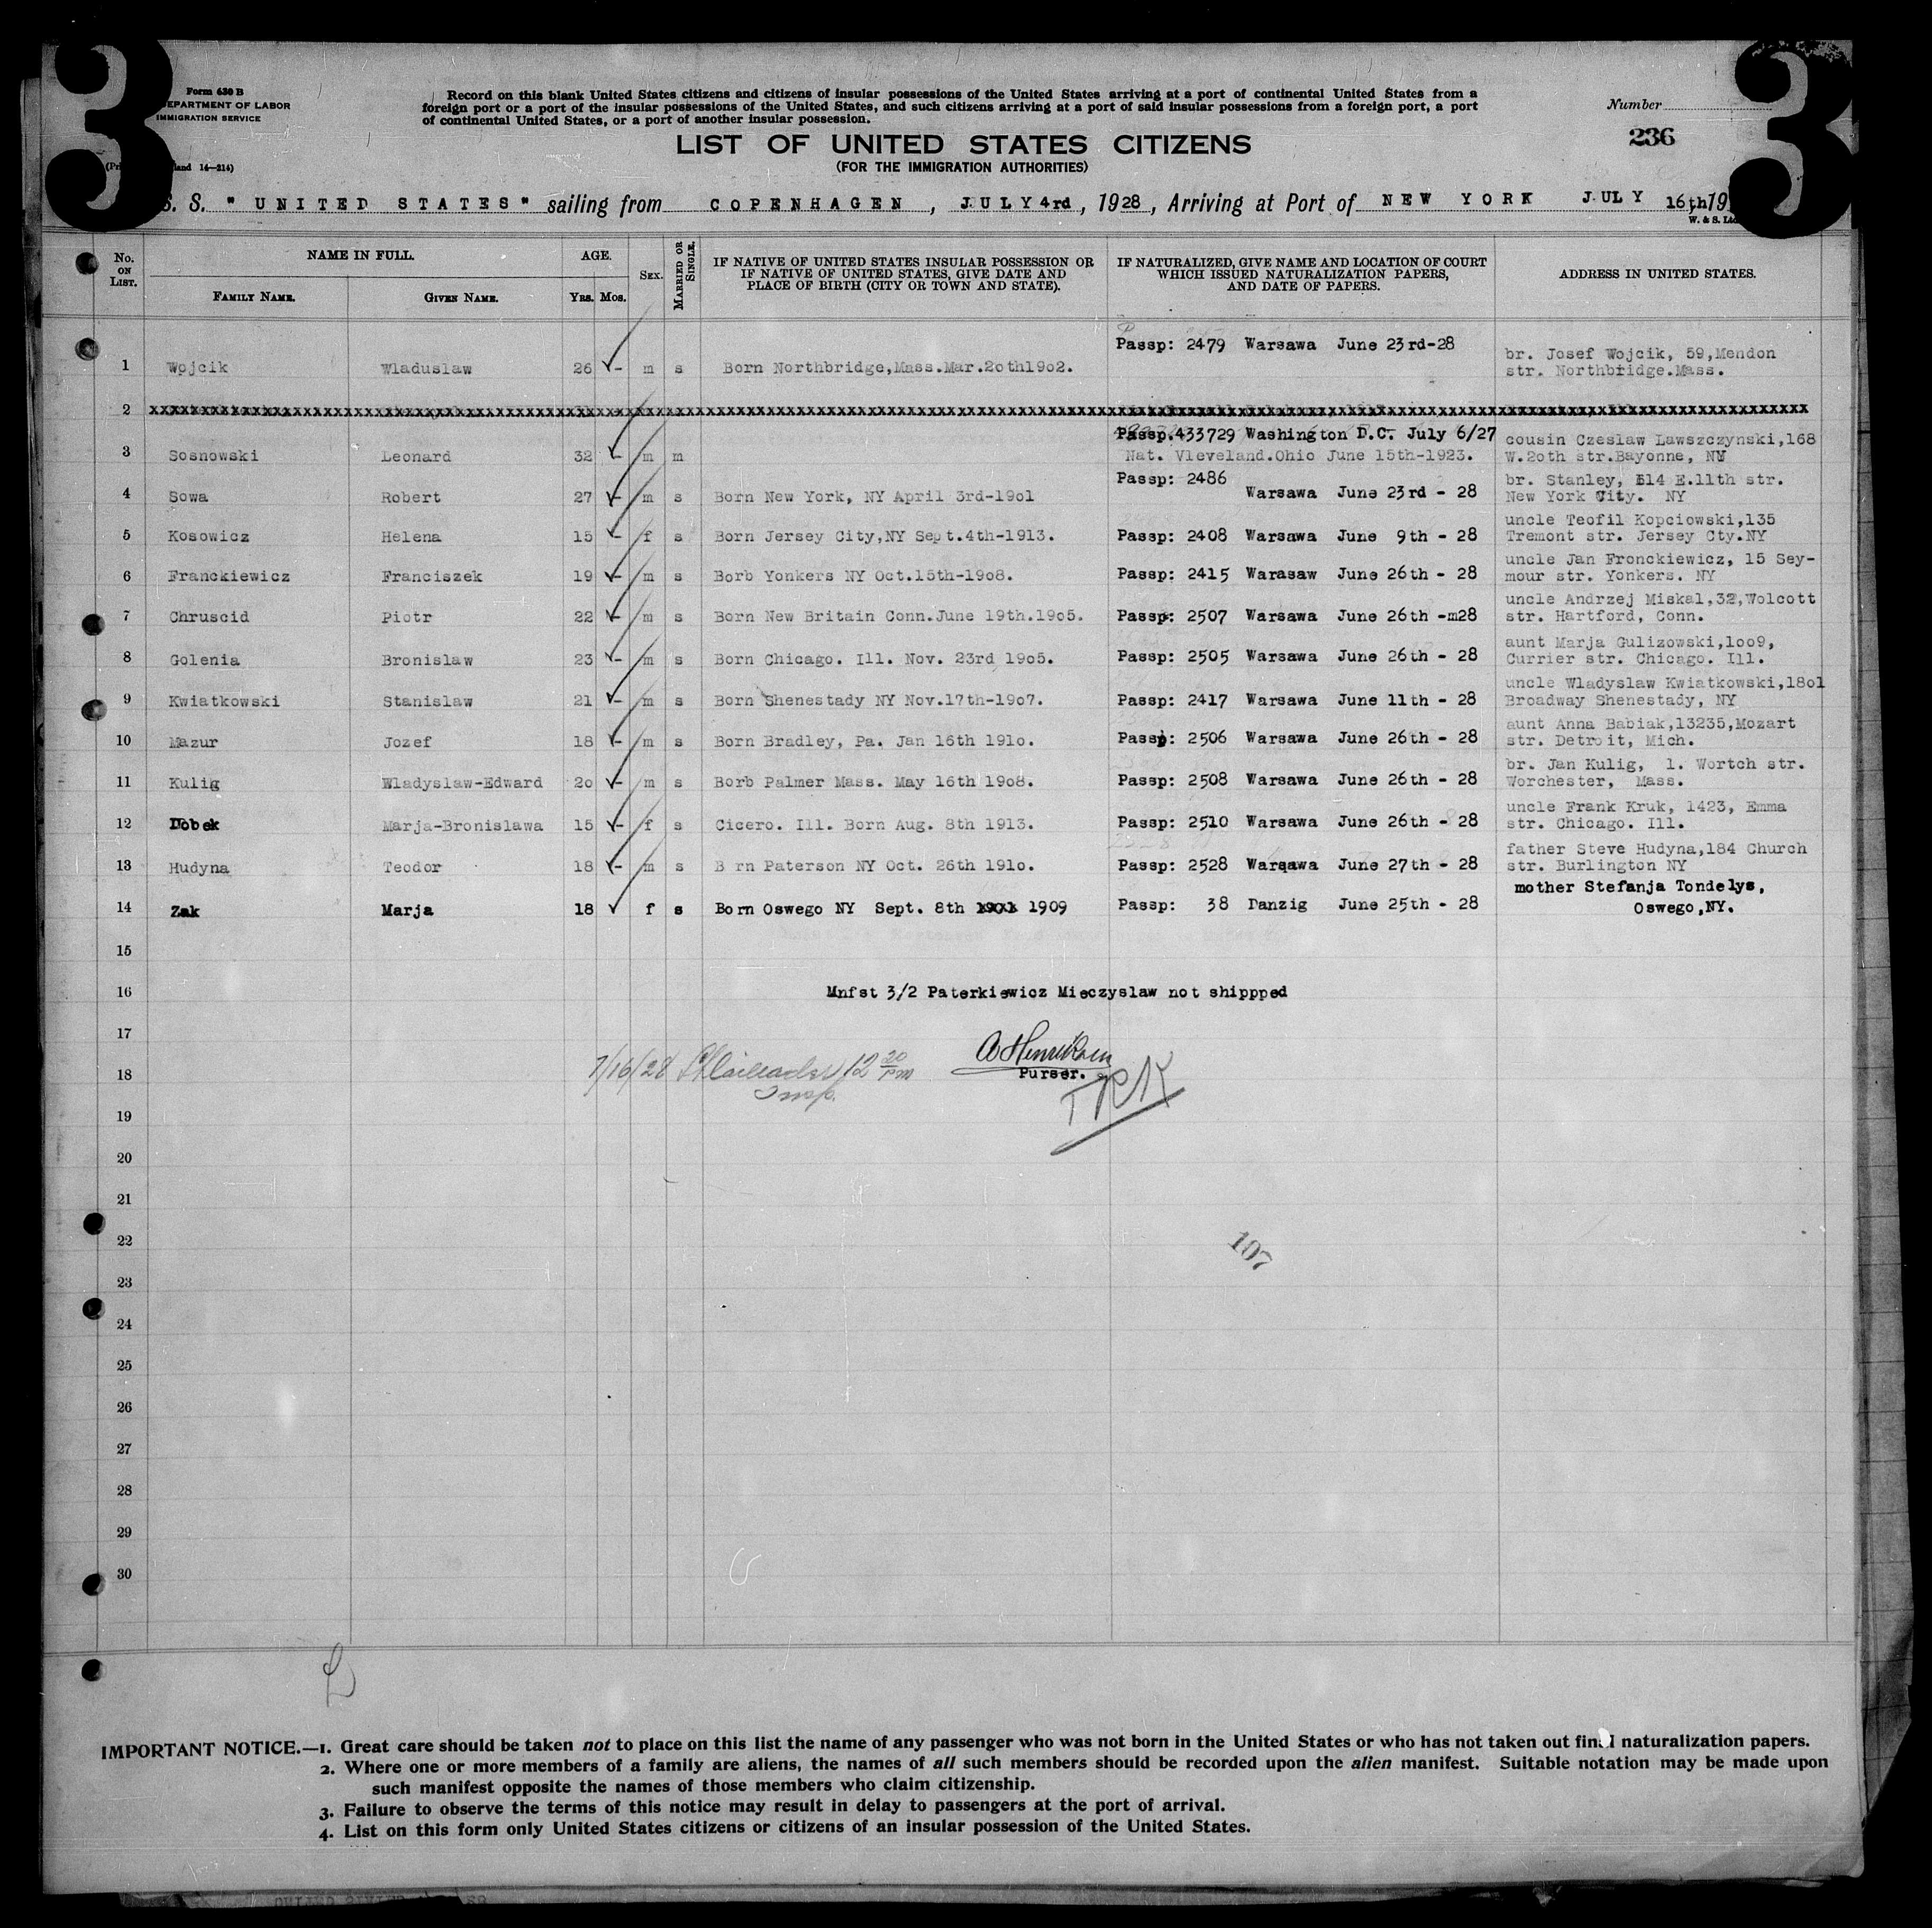 3
3
Form 630 B
DEPARTMENT OF LABOR
IMMIGRATION SERVICE
Record on this blank United States citizens and citizens of insular possessions of the United States arriving at a port of continental United States from a
foreign port or a port of the insular possessions of the United States, and such citizens arriving at a port of said insular possessions from a foreign port, a port
of continental United States, or a port of another insular possession.
Number
236
LIST OF UNITED STATES CITIZENS
(FOR THE IMMIGRATION AUTHORITIES)
14—214)
S. S. "UNITED STATES" sailing from COPENHAGEN, JULY 4rd, 1928, Arriving at Port of NEW YORK JULY 16th, 19
No. ON LIST.
NAME IN FULL.
FAMILY NAME. GIVEN NAME.
AGE.
YRS. MOS.
SEX.
MARRIED OR SINGLE.
IF NATIVE OF UNITED STATES INSULAR POSSESSION OR
IF NATIVE OF UNITED STATES, GIVE DATE AND
PLACE OF BIRTH (CITY OR TOWN AND STATE).
IF NATURALIZED, GIVE NAME AND LOCATION OF COURT
WHICH ISSUED NATURALIZATION PAPERS,
AND DATE OF PAPERS.
ADDRESS IN UNITED STATES.
1 Wojcik Wladuslaw 26 - m s Born Northbridge,Mass.Mar.2oth19o2. Passp: 2479 Warsawa June 23rd-28 br. Josef Wojcik, 59,Mendon
str. Northbridge.Mass.
2
3 Sosnowski Leonard 32 - m m Passp.433729 Washington D.C. July 6/27 cousin Czeslaw Lawszczynski,168
Nat. Vleveland.Ohio June 15th-1923. W.2oth str.Bayonne, NY
4 Sowa Robert 27 - m s Born New York, NY April 3rd-19o1 Passp: 2486 Warsawa June 23rd - 28 br. Stanley, 514 E.11th str.
New York City. NY
5 Kosowicz Helena 15 - f s Born Jersey City,NY Sept.4th-1913. Passp: 2408 Warsawa June 9th - 28 uncle Teofil Kopciowski,135
Tremont str. Jersey Cty.NY
6 Franckiewicz Franciszek 19 - m s Borb Yonkers NY Oct.15th-19o8. Passp: 2415 Warasaw June 26th - 28 uncle Jan Fronckiewicz, 15 Sey-
mour str. Yonkers. NY
7 Chruscid Piotr 22 - m s Born New Britain Conn.June 19th.19o5. Passp: 2507 Warsawa June 26th -m28 uncle Andrzej Miskal,32,Wolcott
str. Hartford, Conn.
8 Golenia Bronislaw 23 - m s Born Chicago. Ill. Nov. 23rd 19o5. Passp: 2505 Warsawa June 26th - 28 aunt Marja Gulizowski,1oo9,
Currier str. Chicago. Ill.
9 Kwiatkowski Stanislaw 21 - m s Born Shenestady NY Nov.17th-19o7. Passp: 2417 Warsawa June 11th - 28 uncle Wladyslaw Kwiatkowski,18o1
Broadway Shenestady, NY
10 Mazur Jozef 18 - m s Born Bradley, Pa. Jan 16th 191o. Passp: 2506 Warsawa June 26th - 28 aunt Anna Babiak,13235,Mozart
str. Detroit, Mich.
11 Kulig Wladyslaw-Edward 2o - m s Borb Palmer Mass. May 16th 19o8. Passp: 2508 Warsawa June 26th - 28 br. Jan Kulig, 1. Wortch str.
Worchester, Mass.
12 Dobek Marja-Bronislawa 15 - f s Cicero. Ill. Born Aug. 8th 1913. Passp: 2510 Warsawa June 26th - 28 uncle Frank Kruk, 1423, Emma
str. Chicago. Ill.
13 Hudyna Teodor 18 - m s B rn Paterson NY Oct. 26th 191o. Passp: 2528 Warsawa June 27th - 28 father Steve Hudyna,184 Church
str. Burlington NY
14 Zak Marja 18 f s Born Oswego NY Sept. 8th 1909 Passp: 38 Danzig June 25th - 28 mother Stefanja Tondelys,
Oswego,NY.
15
16 Mnfst 3/2 Paterkiewicz Mieczyslaw not shippped
17
7/16/28 12 20 pm
Insp.
18 Purser.
19
20
21
22
107
23
24
25
26
27
28
29
30
IMPORTANT NOTICE.—1. Great care should be taken not to place on this list the name of any passenger who was not born in the United States or who has not taken out final naturalization papers.
2. Where one or more members of a family are aliens, the names of all such members should be recorded upon the alien manifest. Suitable notation may be made upon
such manifest opposite the names of those members who claim citizenship.
3. Failure to observe the terms of this notice may result in delay to passengers at the port of arrival.
4. List on this form only United States citizens or citizens of an insular possession of the United States.